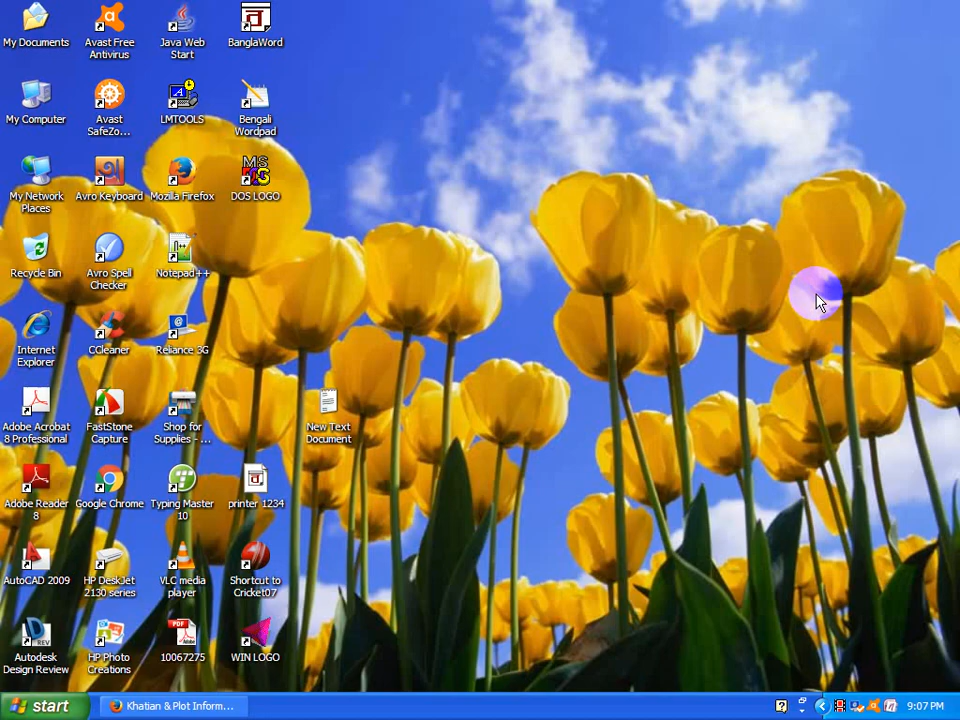 My Documents
Avast Free
Antivirus
Java Web
Start
BanglaWord
My Computer
Avast
SafeZo...
LMTOOLS
Bengali
Wordpad
My Network
Places
Avro Keyboard
Mozilla Firefox
DOS LOGO
Recycle Bin
Avro Spell
Checker
Notepad++
Internet
Explorer
CCleaner
Reliance 3G
Adobe Acrobat
8 Professional
FastStone
Capture
Shop for
Supplies - ...
New Text
Document
Adobe Reader
8
Google Chrome
Typing Master
10
printer 1234
AutoCAD 2009
HP DeskJet
2130 series
VLC media
player
Shortcut to
Cricket07
Autodesk
Design Review
HP Photo
Creations
10067275
WIN LOGO
start
Khatian & Plot Inform...
9:07 PM